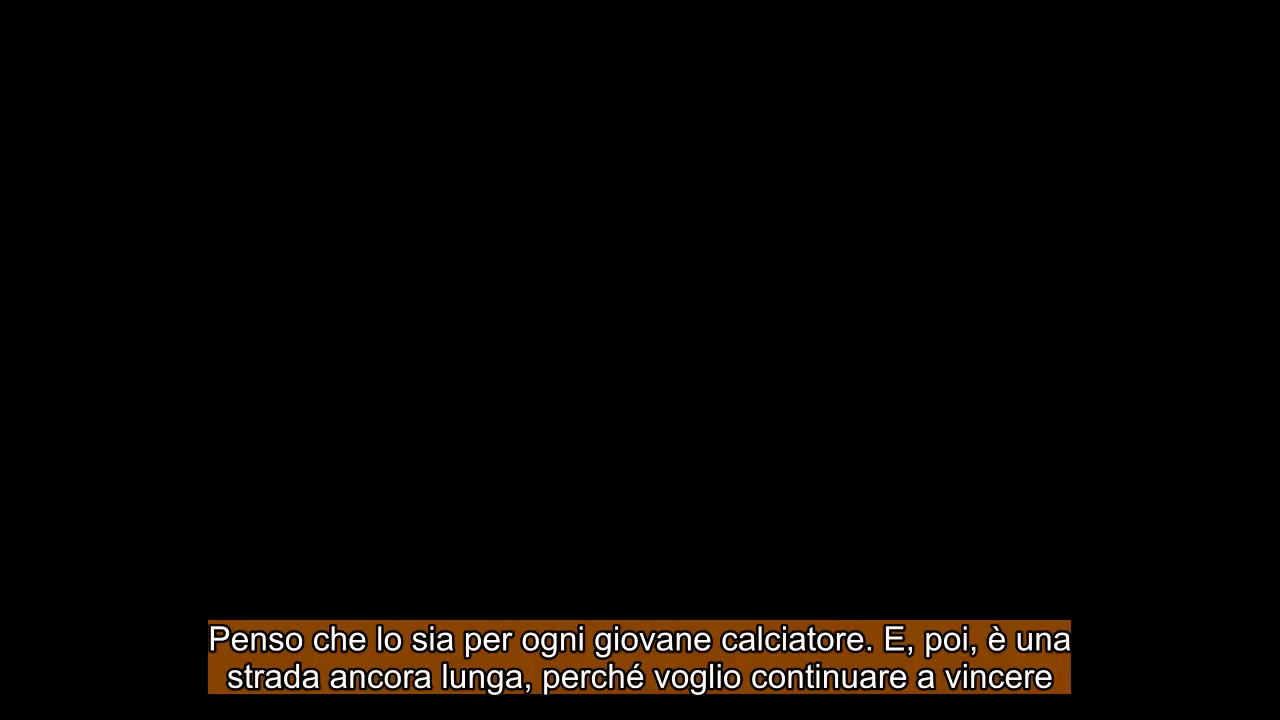 Penso che lo sia per ogni giovane calciatore. E, poi, è una
strada ancora lunga, perché voglio continuare a vincere